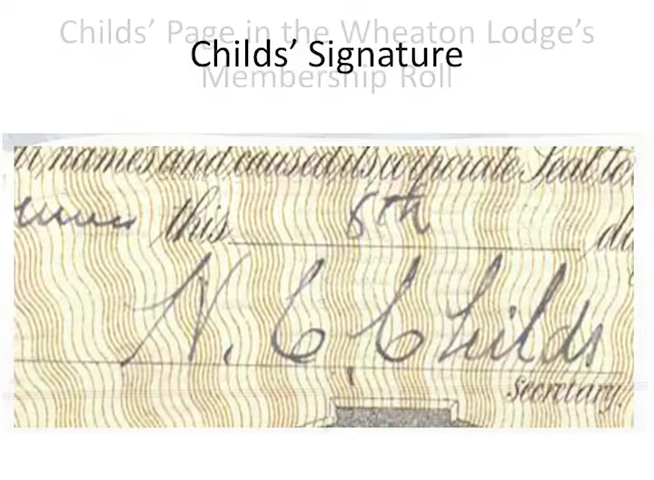 Childs' Page in the Wheaton Lodge's
Childs' Signature
Membership Roll
names and caused its corporate Seal to
this 8th
N. C. Childs
Secretary.